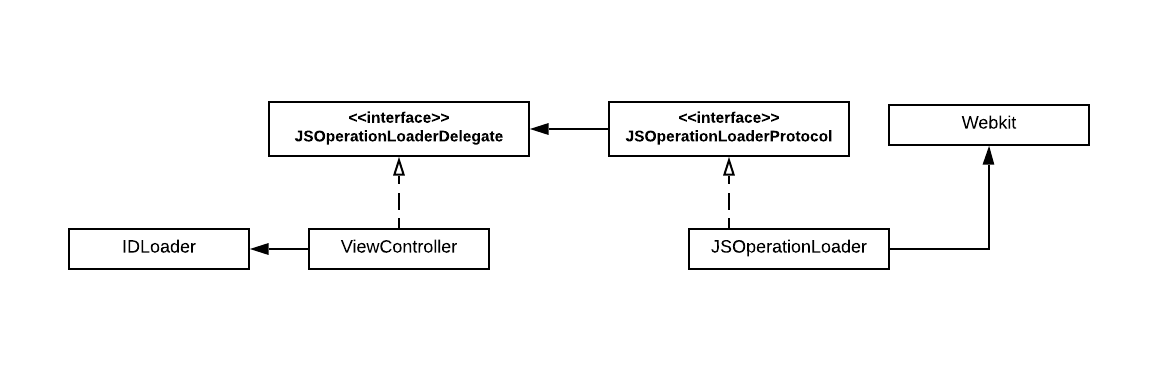 <<interface>>
JSOperationLoaderDelegate
<<interface>>
JSOperationLoaderProtocol
Webkit
IDLoader
ViewController
JSOperationLoader